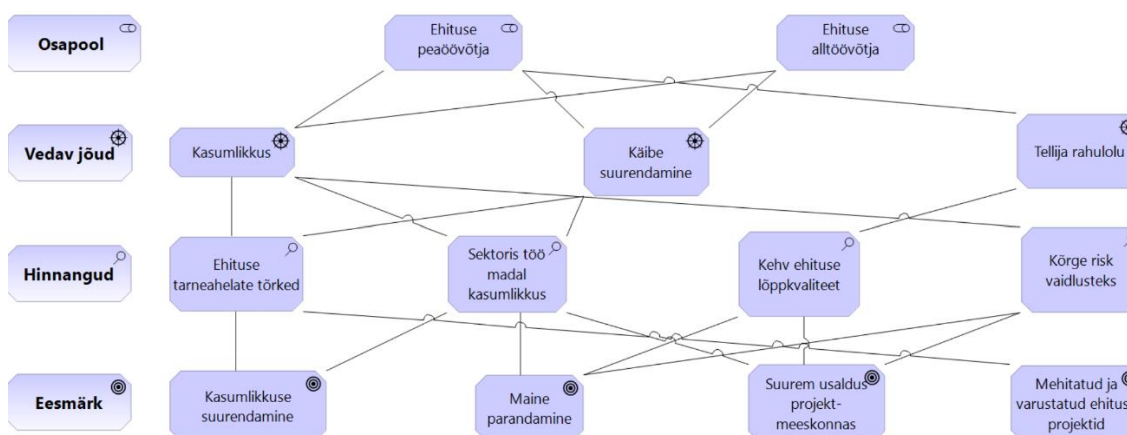 Osapool
Ehituse
peaöövõtja
Ehituse
alltöövõtja
Vedav jõud
Kasumlikkus
Käibe
suurendamine
Tellija rahulolu
Hinnangud
Ehituse
tarneahelate tõrked
Sektoris töö
madal
kasumlikkus
Kehv ehituse
lõppkvaliteet
Kõrge risk
vaidlusteks
Eesmärk
Kasumlikkuse
suurendamine
Maine
parandamine
Suurem usaldus
projekt-
meeskonnas
Mehitatud ja
varustatud ehitus
projektid